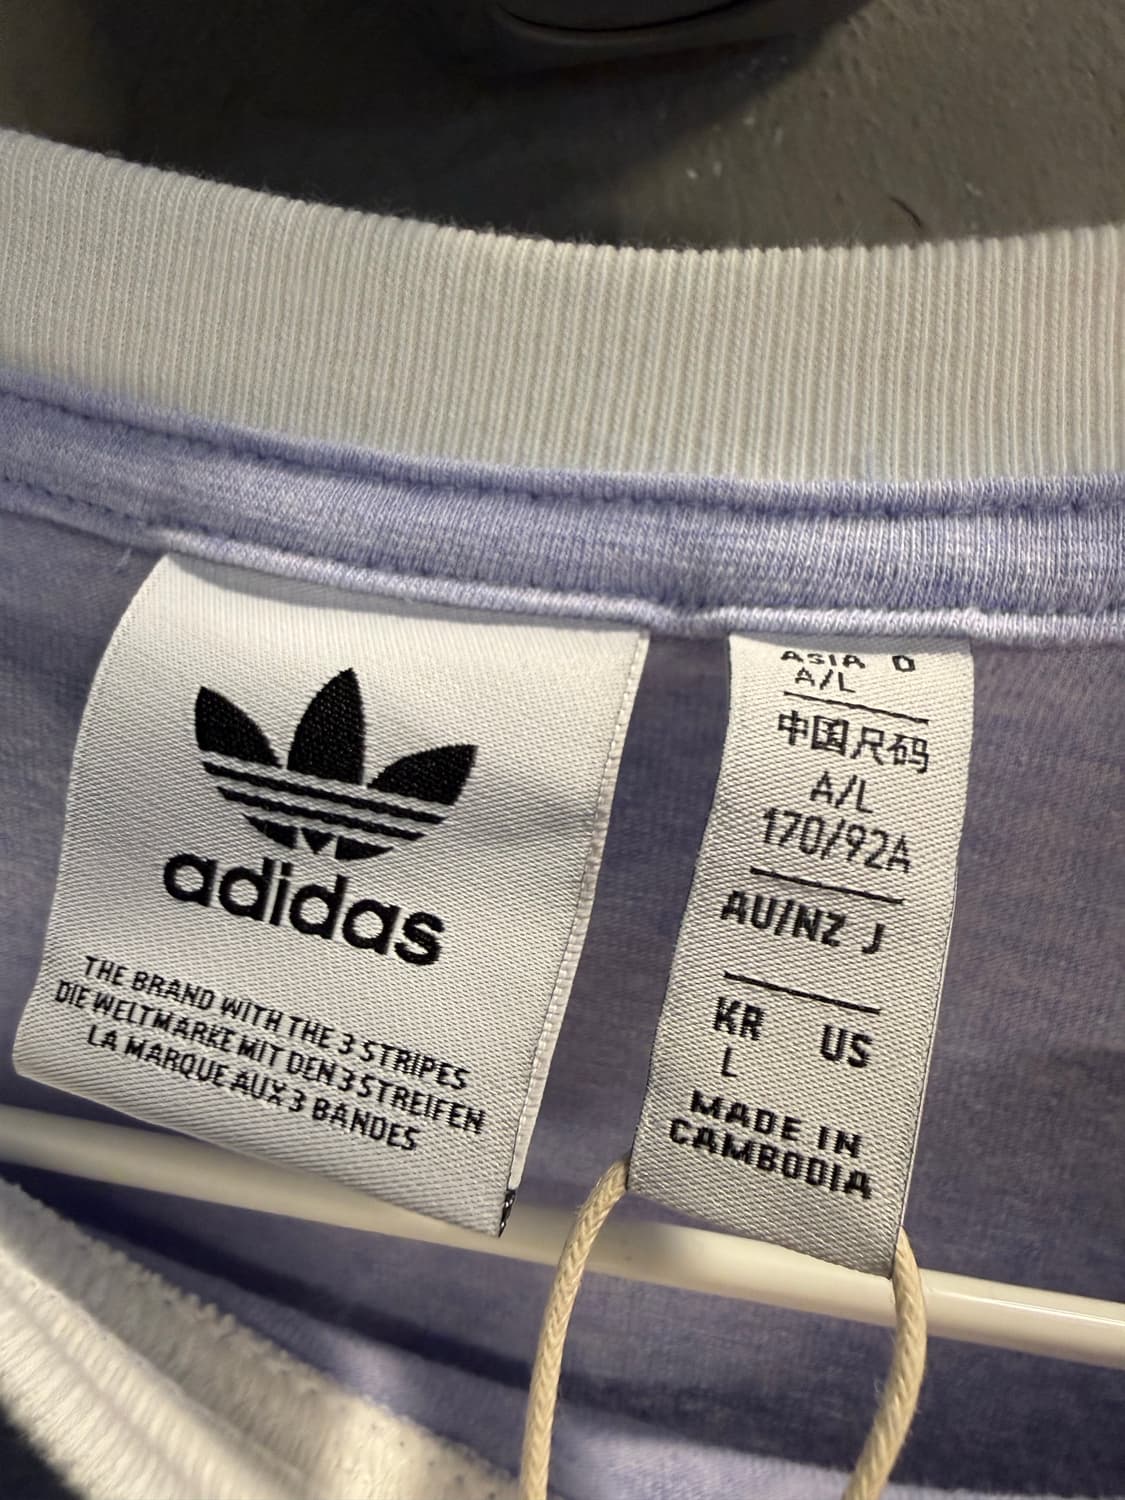 adidas
THE BRAND WITH THE 3 STRIPES
DIE WELTMARKE MIT DEN 3 STREIFEN
LA MARQUE AUX 3 BANDES
ASIA
A/L
中国尺码
A/L
170/92A
AU/NZ J
KR US
L
MADE IN
CAMBODIA